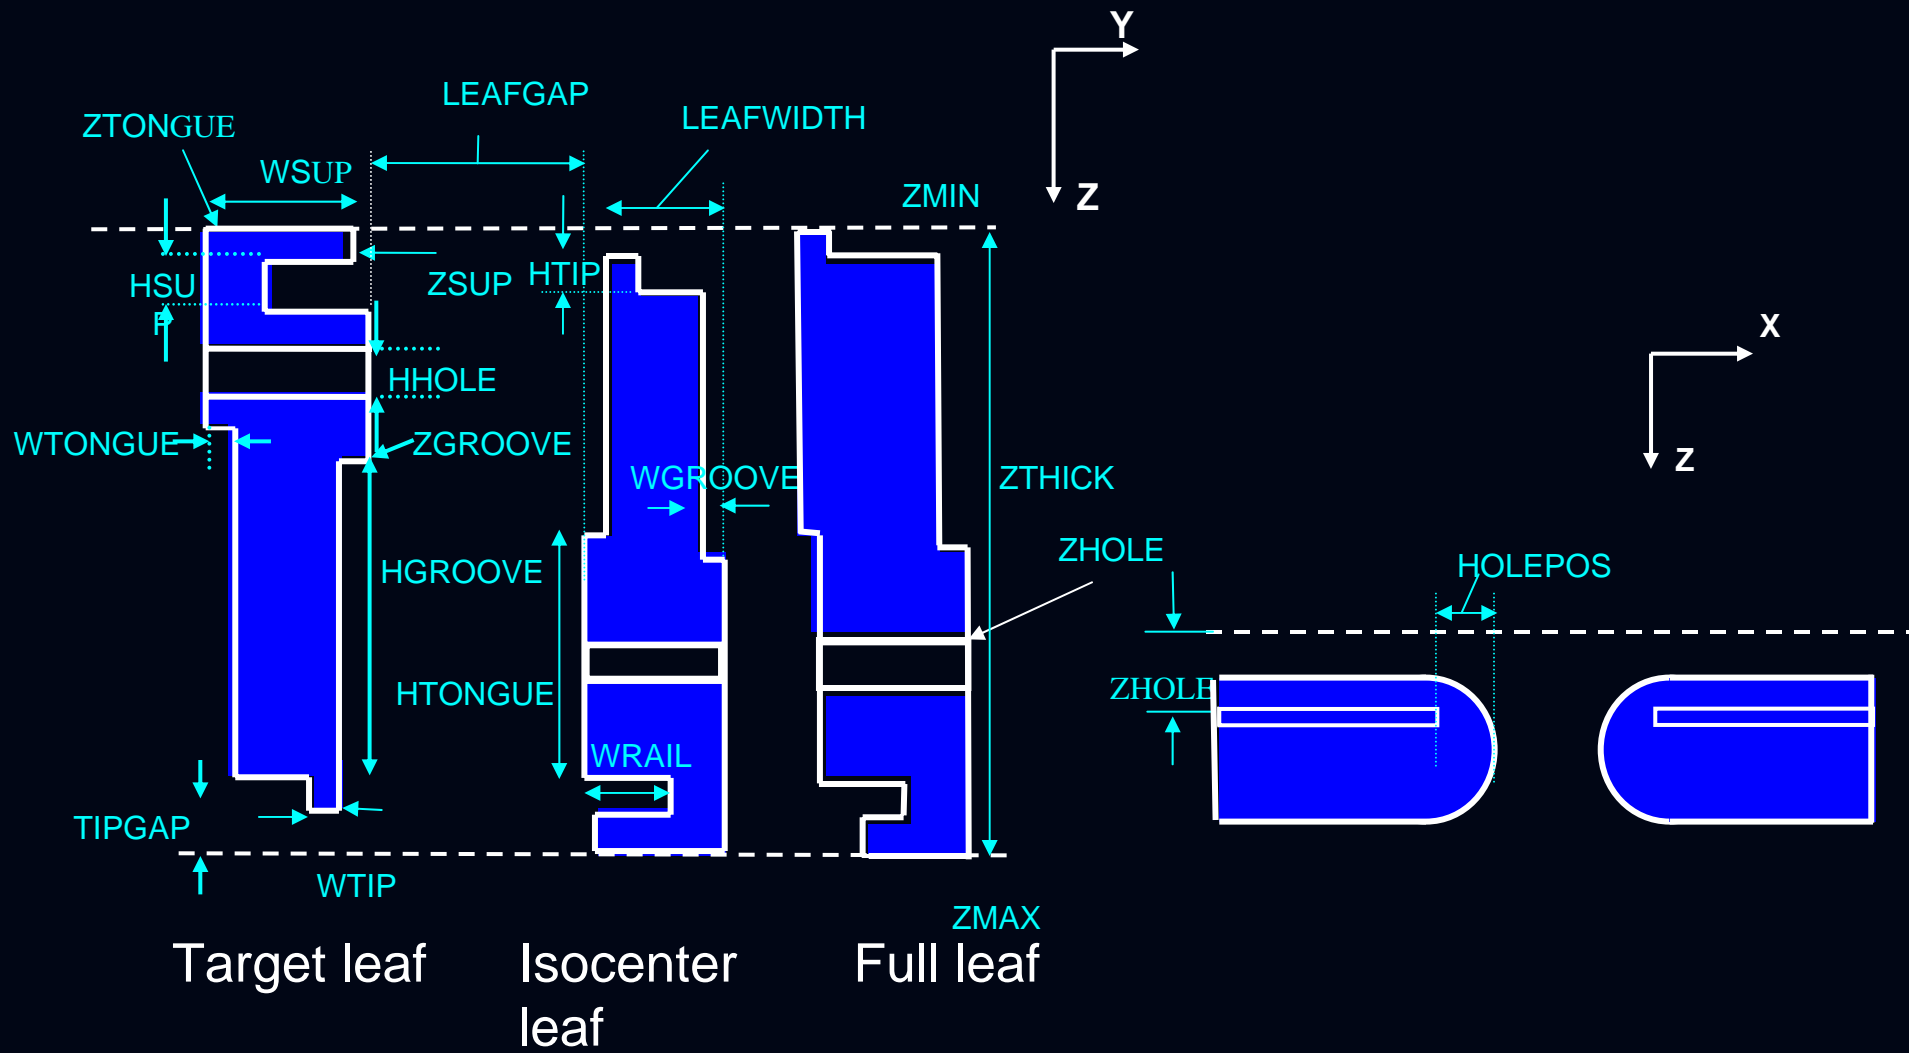 Y
LEAFGAP
LEAFWIDTH
ZTONGUE
WSUP
ZMIN
Z
HSU
P
ZSUP
HTIP
X
HHOLE
WTONGUE
ZGROOVE
WGROOVE
ZTHICK
Z
ZHOLE
HOLEPOS
HGROOVE
HTONGUE
ZHOLE
WRAIL
TIPGAP
WTIP
ZMAX
Target leaf
Isocenter
leaf
Full leaf